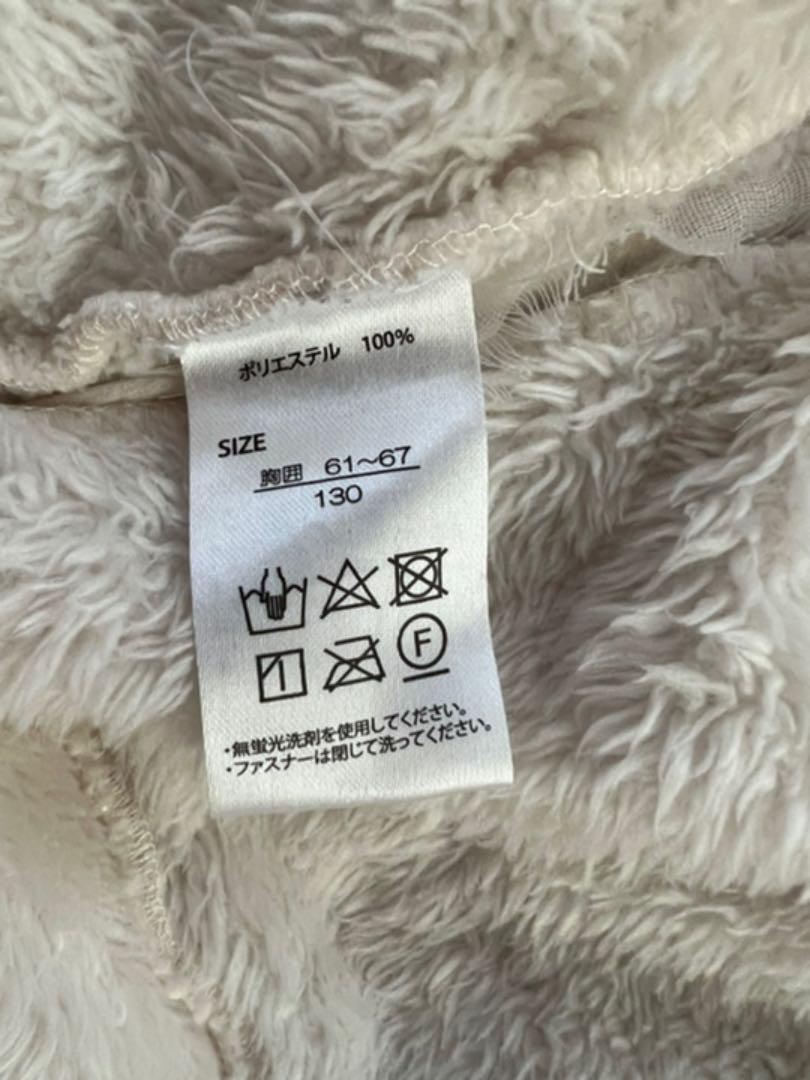 ポリエステル 100%
SIZE
胸囲 61~67
130
F
・無蛍光洗剤を使用してください。
・ファスナーは閉じて洗ってください。